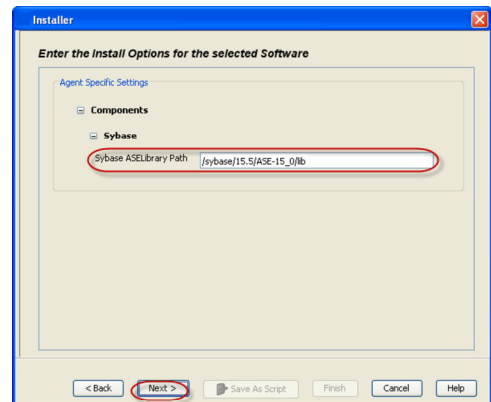 Installer
Enter the Install Options for the selected Software
Agent Specific Settings
Components
Sybase
Sybase ASELibrary Path /sybase/15.5/ASE-15_0/lib
< Back Next > Save As Script Finish Cancel Help